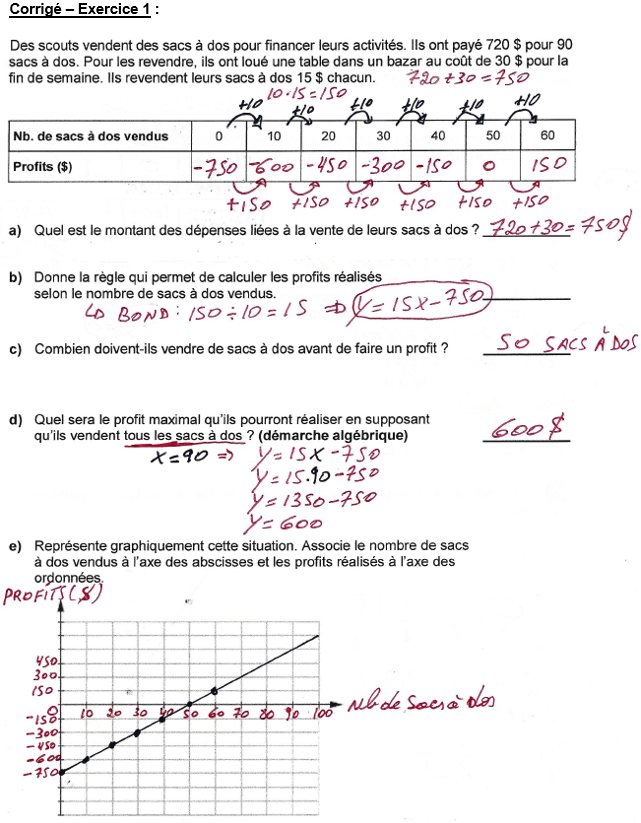 Corrigé – Exercice 1 :
Des scouts vendent des sacs à dos pour financer leurs activités. Ils ont payé 720 $ pour 90
sacs à dos. Pour les revendre, ils ont loué une table dans un bazar au coût de 30 $ pour la
fin de semaine. Ils revendent leurs sacs à dos 15 $ chacun. 720 + 30 = 750
10 · 15 = 150
+10 +10 +10 +10 +10 +10
Nb. de sacs à dos vendus 0 10 20 30 40 50 60
Profits ($) -750 -600 -450 -300 -150 0 150
+150 +150 +150 +150 +150 +150
a) Quel est le montant des dépenses liées à la vente de leurs sacs à dos ? 720 + 30 = 750 $
b) Donne la règle qui permet de calculer les profits réalisés
selon le nombre de sacs à dos vendus.
↳ BOND : 150 ÷ 10 = 15 ⇒ Y = 15X - 750
c) Combien doivent-ils vendre de sacs à dos avant de faire un profit ? 50 SACS À DOS
d) Quel sera le profit maximal qu'ils pourront réaliser en supposant
qu'ils vendent tous les sacs à dos ? (démarche algébrique) 600 $
X = 90 ⇒ Y = 15X - 750
Y = 15·90 - 750
Y = 1350 - 750
Y = 600
e) Représente graphiquement cette situation. Associe le nombre de sacs
à dos vendus à l'axe des abscisses et les profits réalisés à l'axe des
ordonnées.
PROFITS ($)
450
300
150
0 10 20 30 40 50 60 70 80 90 100 Nb de sacs à dos
-150
-300
-450
-600
-750